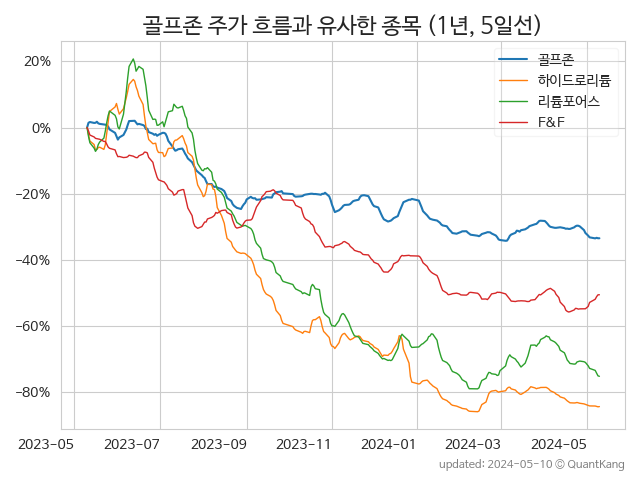 골프존 주가 흐름과 유사한 종목 (1년, 5일선)
골프존
하이드로리튬
리튬포어스
F&F
20%
0%
−20%
−40%
−60%
−80%
2023-05
2023-07
2023-09
2023-11
2024-01
2024-03
2024-05
updated: 2024-05-10 © QuantKang